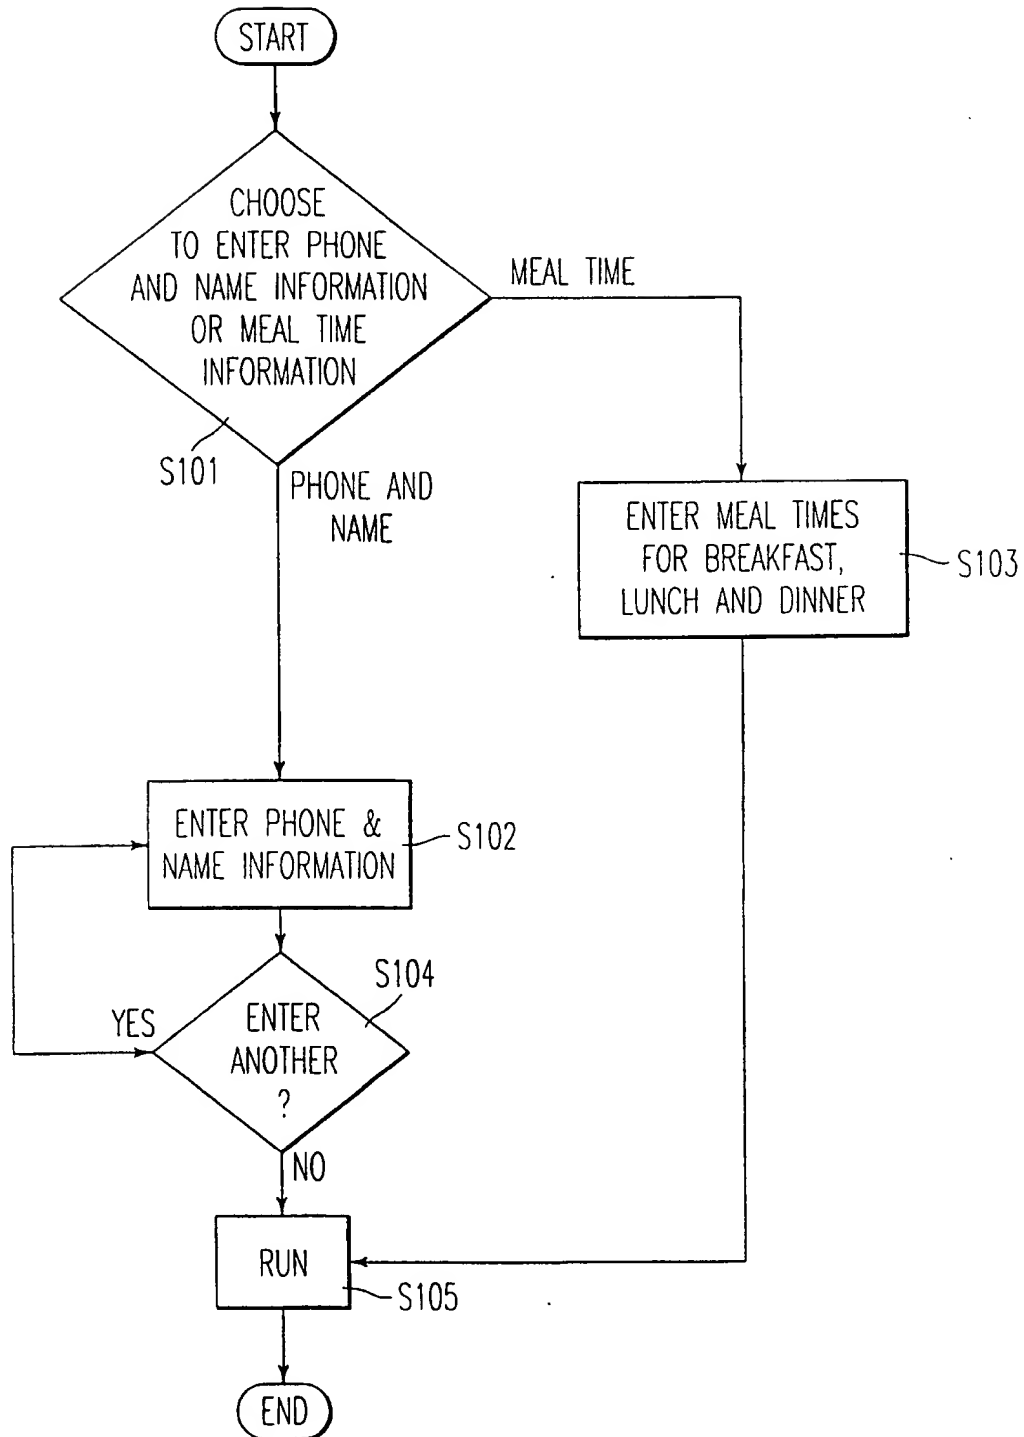 START
CHOOSE
TO ENTER PHONE
AND NAME INFORMATION
OR MEAL TIME
INFORMATION
S101
MEAL TIME
PHONE AND
NAME
ENTER MEAL TIMES
FOR BREAKFAST,
LUNCH AND DINNER
S103
ENTER PHONE &
NAME INFORMATION
S102
S104
YES
ENTER
ANOTHER
?
NO
RUN
S105
END